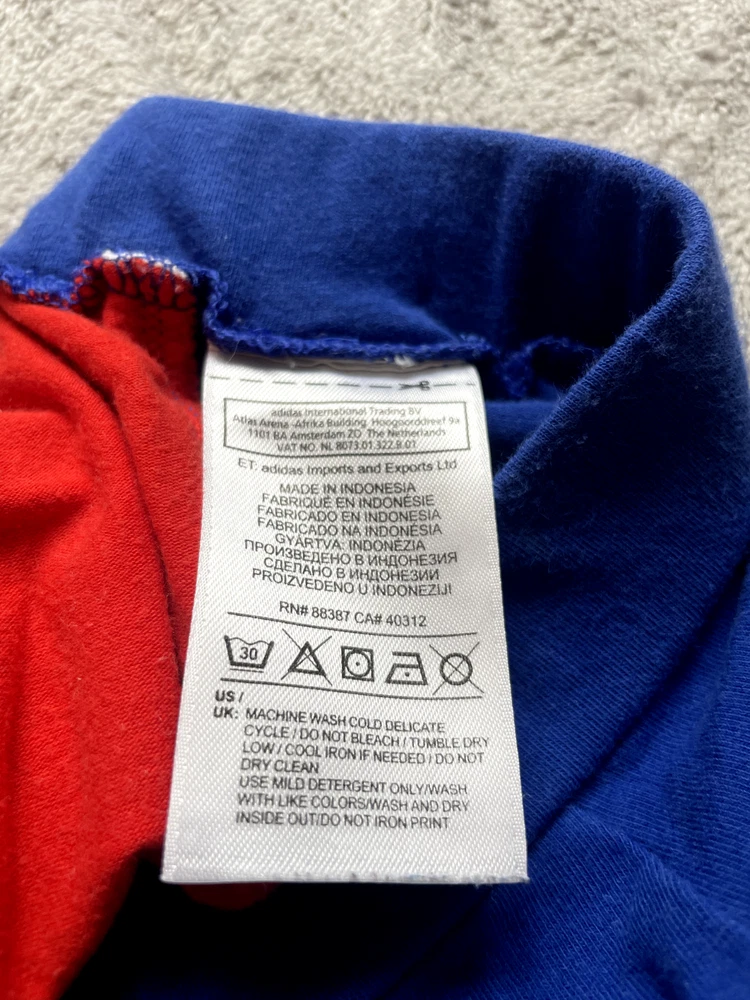 adidas International Trading BV
Atlas Arena -Afrika Building Hoogoorddreef 9a
1101 BA Amsterdam ZO The Netherlands
VAT NO. NL 8073.01.322.B.01
ET: adidas Imports and Exports Ltd
MADE IN INDONESIA
FABRIQUÉ EN INDONÉSIE
FABRICADO EN INDONESIA
FABRICADO NA INDONÉSIA
GYÁRTVA: INDONÉZIA
ПРОИЗВЕДЕНО В ИНДОНЕЗИЯ
СДЕЛАНО В ИНДОНЕЗИИ
PROIZVEDENO U INDONEZIJI
RN# 88387 CA# 40312
30
US /
UK: MACHINE WASH COLD DELICATE
CYCLE / DO NOT BLEACH / TUMBLE DRY
LOW / COOL IRON IF NEEDED / DO NOT
DRY CLEAN
USE MILD DETERGENT ONLY/WASH
WITH LIKE COLORS/WASH AND DRY
INSIDE OUT/DO NOT IRON PRINT